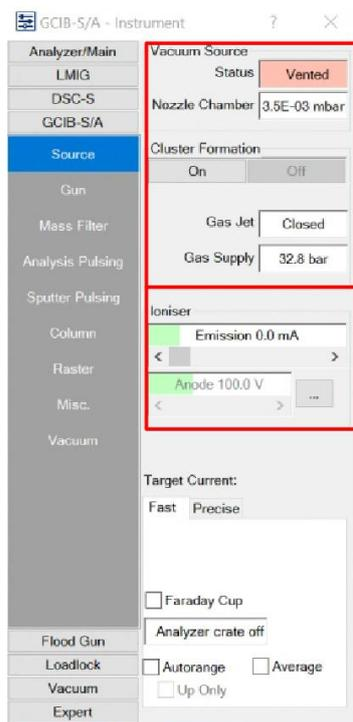 GCIB-S/A - Instrument ?
Analyzer/Main
LMIG
DSC-S
GCIB-S/A
Source
Gun
Mass Filter
Analysis Pulsing
Sputter Pulsing
Column
Raster
Misc.
Vacuum
Flood Gun
Loadlock
Vacuum
Expert
Vacuum Source
Status Vented
Nozzle Chamber 3.5E-03 mbar
Cluster Formation
On Off
Gas Jet Closed
Gas Supply 32.8 bar
Ioniser
Emission 0.0 mA
< >
Anode 100.0 V ...
< >
Target Current:
Fast Precise
Faraday Cup
Analyzer crate off
Autorange Average
Up Only